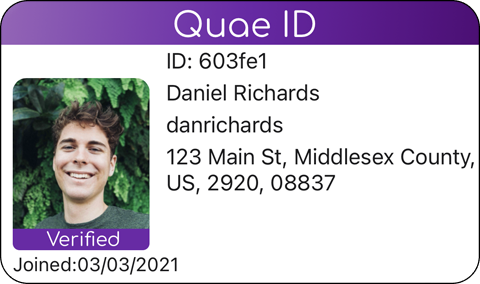 Quae ID
ID: 603fe1
Daniel Richards
danrichards
123 Main St, Middlesex County,
US, 2920, 08837
Verified
Joined:03/03/2021